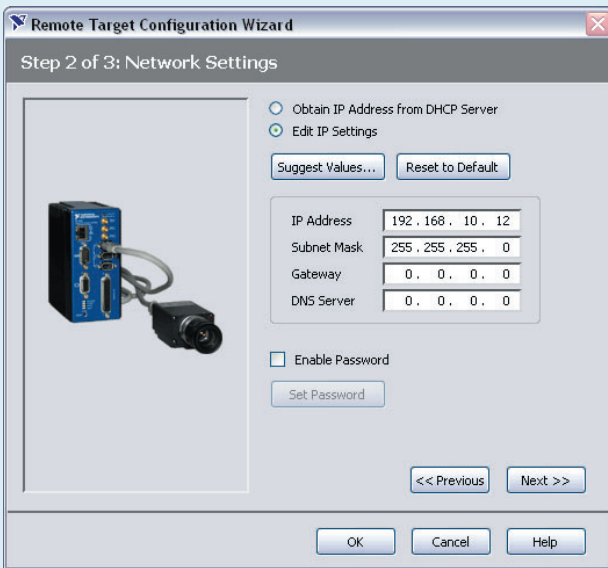 Remote Target Configuration Wizard
Step 2 of 3: Network Settings
Obtain IP Address from DHCP Server
Edit IP Settings
Suggest Values... Reset to Default
IP Address 192 . 168 . 10 . 12
Subnet Mask 255 . 255 . 255 . 0
Gateway 0 . 0 . 0 . 0
DNS Server 0 . 0 . 0 . 0
Enable Password
Set Password
<< Previous Next >>
OK Cancel Help